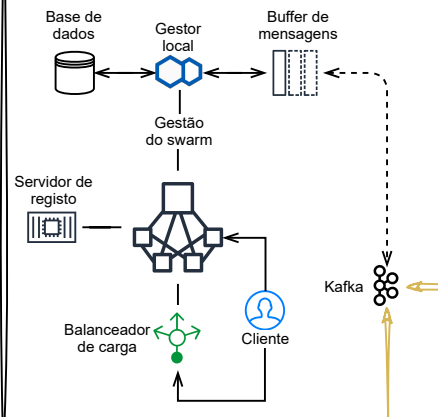 Base de
dados
Gestor
local
Buffer de
mensagens
Gestão
do swarm
Servidor de
registo
Kafka
Balanceador
de carga
Cliente